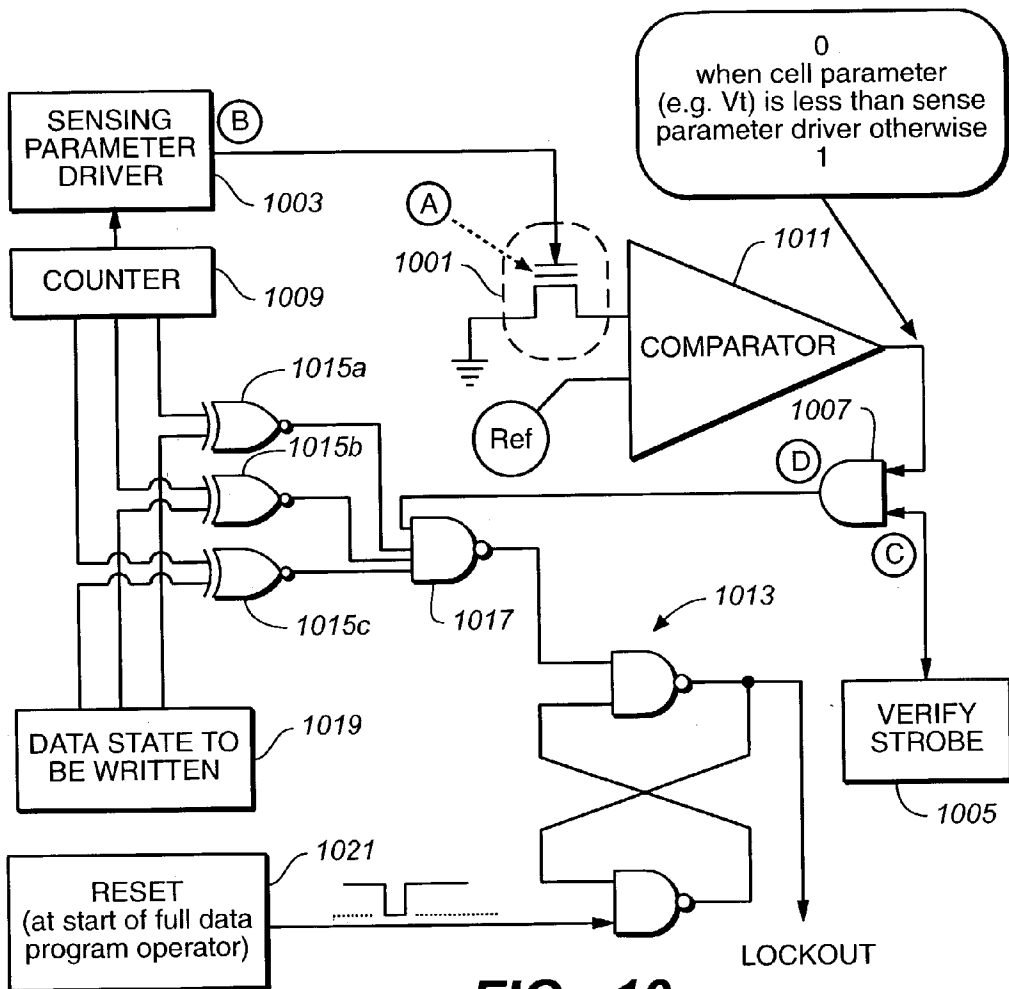 0
when cell parameter
(e.g. Vt) is less than sense
parameter driver otherwise
1
SENSING
PARAMETER
DRIVER
B
1003
A
1001
1011
COUNTER
1009
COMPARATOR
1015a
1007
Ref
1015b
D
C
1015c
1017
1013
DATA STATE TO
BE WRITTEN
1019
VERIFY
STROBE
1005
1021
RESET
(at start of full data
program operator)
LOCKOUT